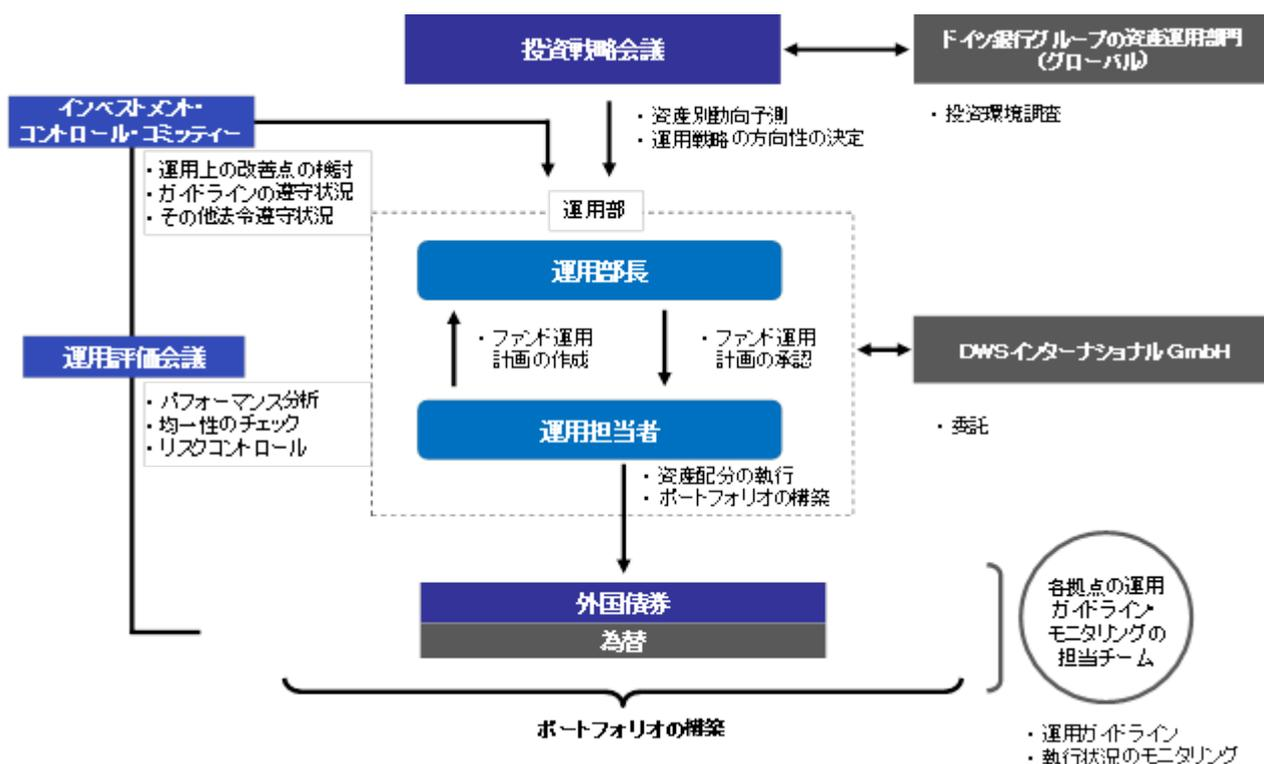 投資戦略会議
ドイツ銀行グループの資産運用部門
(グローバル)
・投資環境調査
インベストメント・
コントロール・コミッティー
・資産別動向予測
・運用戦略の方向性の決定
・運用上の改善点の検討
・ガイドラインの遵守状況
・その他法令遵守状況
運用部
運用部長
・ファンド運用
計画の作成
・ファンド運用
計画の承認
運用評価会議
DWSインターナショナルGmbH
・パフォーマンス分析
・均一性のチェック
・リスクコントロール
運用担当者
・委託
・資産配分の執行
・ポートフォリオの構築
外国債券
為替
各拠点の運用
ガイドライン・
モニタリングの
担当チーム
ポートフォリオの構築
・運用ガイドライン
・執行状況のモニタリング